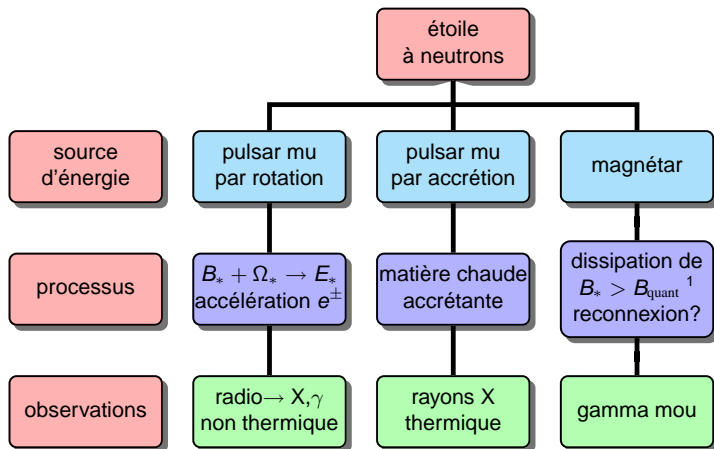 étoile
à neutrons
source
d'énergie
pulsar mu
par rotation
pulsar mu
par accrétion
magnétar
processus
B* + Ω* → E*
accélération e±
matière chaude
accrétante
dissipation de
B* > Bquant 1
reconnexion?
observations
radio→ X,γ
non thermique
rayons X
thermique
gamma mou